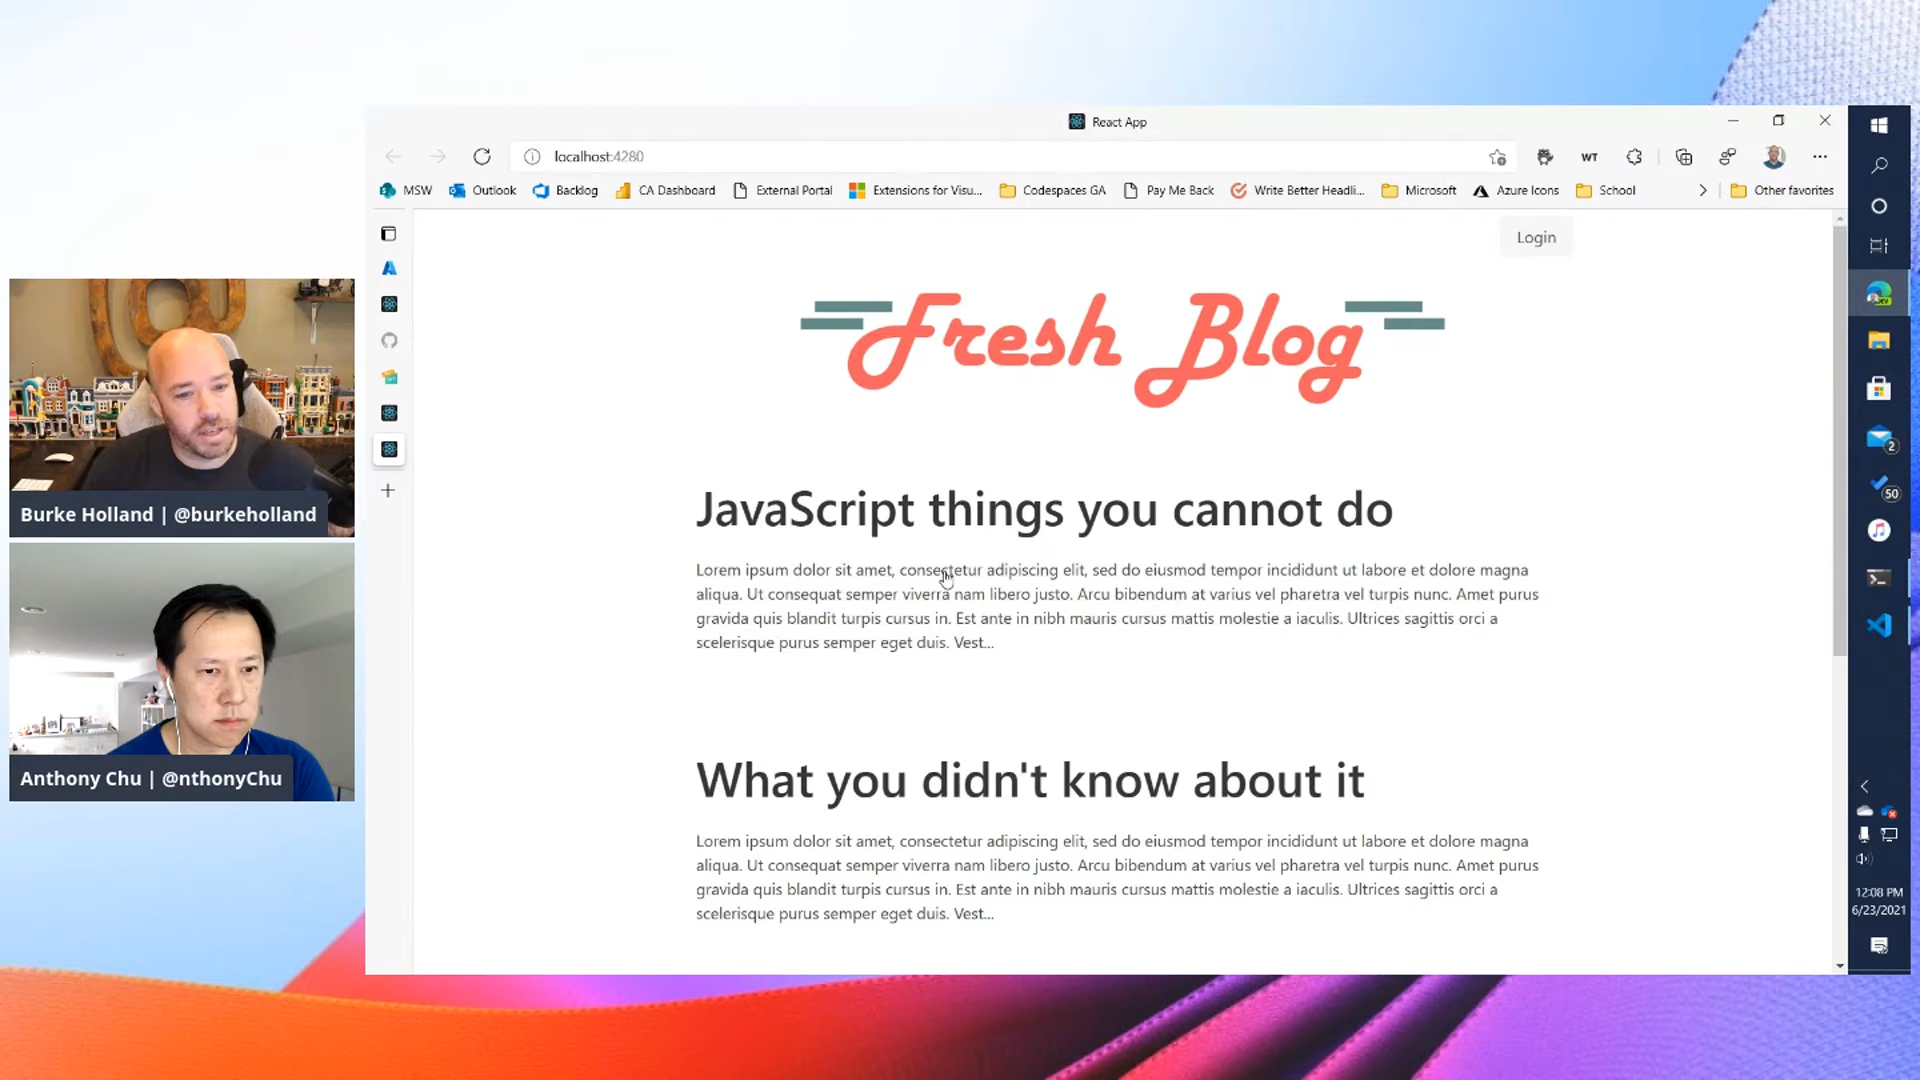 React App
localhost:4280
WT
MSW
Outlook
Backlog
CA Dashboard
External Portal
Extensions for Visu...
Codespaces GA
Pay Me Back
Write Better Headli...
Microsoft
Azure Icons
School
Other favorites
Login
Fresh Blog
JavaScript things you cannot do
Lorem ipsum dolor sit amet, consectetur adipiscing elit, sed do eiusmod tempor incididunt ut labore et dolore magna
aliqua. Ut consequat semper viverra nam libero justo. Arcu bibendum at varius vel pharetra vel turpis nunc. Amet purus
gravida quis blandit turpis cursus in. Est ante in nibh mauris cursus mattis molestie a iaculis. Ultrices sagittis orci a
scelerisque purus semper eget duis. Vest...
What you didn't know about it
Lorem ipsum dolor sit amet, consectetur adipiscing elit, sed do eiusmod tempor incididunt ut labore et dolore magna
aliqua. Ut consequat semper viverra nam libero justo. Arcu bibendum at varius vel pharetra vel turpis nunc. Amet purus
gravida quis blandit turpis cursus in. Est ante in nibh mauris cursus mattis molestie a iaculis. Ultrices sagittis orci a
scelerisque purus semper eget duis. Vest...
Burke Holland | @burkeholland
Anthony Chu | @nthonyChu
DEV
2
50
12:08 PM
6/23/2021